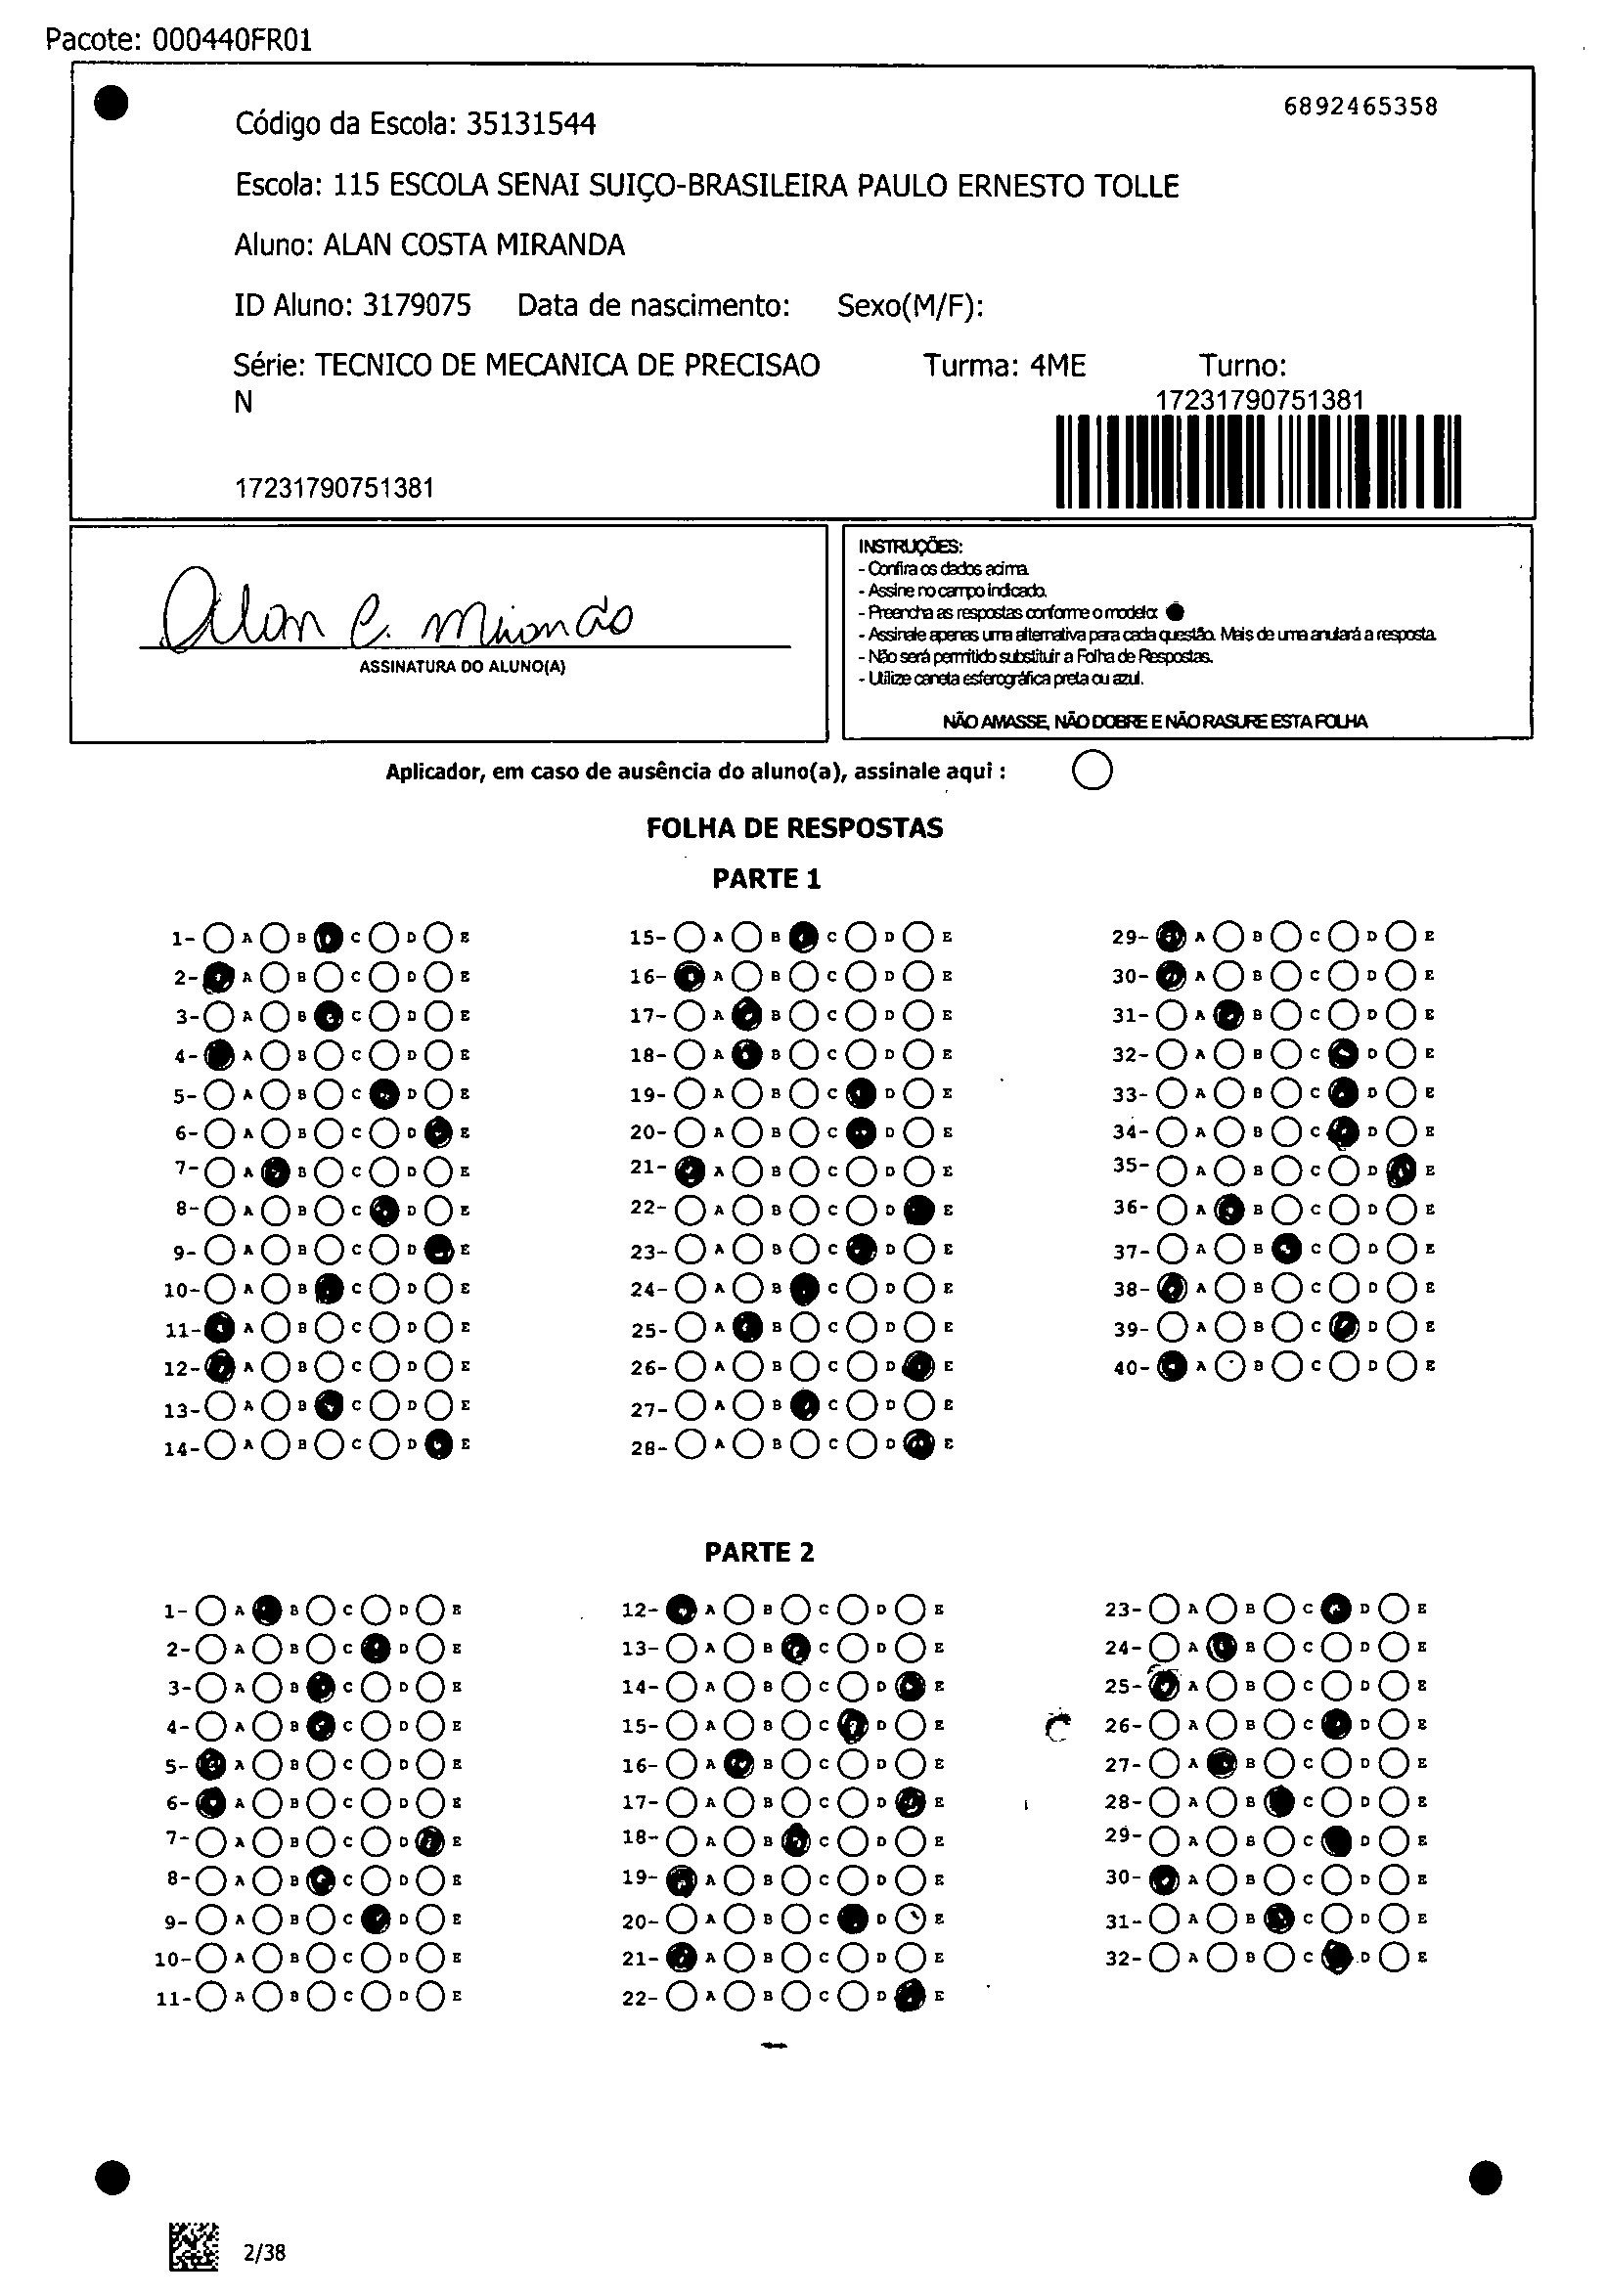 Pacote: 000440FR01
6892465358
Código da Escola: 35131544
Escola: 115 ESCOLA SENAI SUIÇO-BRASILEIRA PAULO ERNESTO TOLLE
Aluno: ALAN COSTA MIRANDA
ID Aluno: 3179075 Data de nascimento: Sexo(M/F):
Série: TECNICO DE MECANICA DE PRECISAO Turma: 4ME Turno:
N
17231790751381
17231790751381
Alan C. Miranda
ASSINATURA DO ALUNO(A)
INSTRUÇÕES:
- Confira os dados acima.
- Assine no campo indicado.
- Preencha as respostas conforme o modelo:
- Assinale apenas uma alternativa para cada questão. Mais de uma anulará a resposta.
- Não será permitido substituir a Folha de Respostas.
- Utilize caneta esferográfica preta ou azul.
NÃO AMASSE, NÃO DOBRE E NÃO RASURE ESTA FOLHA
Aplicador, em caso de ausência do aluno(a), assinale aqui :
FOLHA DE RESPOSTAS
PARTE 1
1- A B C D E
2- A B C D E
3- A B C D E
4- A B C D E
5- A B C D E
6- A B C D E
7- A B C D E
8- A B C D E
9- A B C D E
10- A B C D E
11- A B C D E
12- A B C D E
13- A B C D E
14- A B C D E
15- A B C D E
16- A B C D E
17- A B C D E
18- A B C D E
19- A B C D E
20- A B C D E
21- A B C D E
22- A B C D E
23- A B C D E
24- A B C D E
25- A B C D E
26- A B C D E
27- A B C D E
28- A B C D E
29- A B C D E
30- A B C D E
31- A B C D E
32- A B C D E
33- A B C D E
34- A B C D E
35- A B C D E
36- A B C D E
37- A B C D E
38- A B C D E
39- A B C D E
40- A B C D E
PARTE 2
1- A B C D E
2- A B C D E
3- A B C D E
4- A B C D E
5- A B C D E
6- A B C D E
7- A B C D E
8- A B C D E
9- A B C D E
10- A B C D E
11- A B C D E
12- A B C D E
13- A B C D E
14- A B C D E
15- A B C D E
16- A B C D E
17- A B C D E
18- A B C D E
19- A B C D E
20- A B C D E
21- A B C D E
22- A B C D E
23- A B C D E
24- A B C D E
25- A B C D E
26- A B C D E
27- A B C D E
28- A B C D E
29- A B C D E
30- A B C D E
31- A B C D E
32- A B C D E
2/38